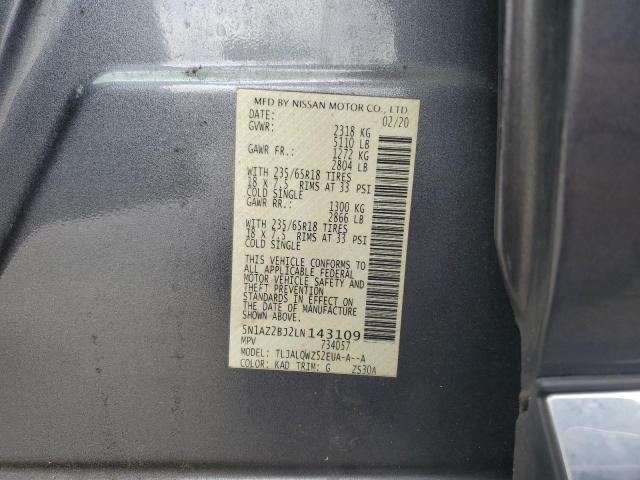 MFD BY NISSAN MOTOR CO., LTD.
DATE: 02/20
GVWR: 2318 KG
5110 LB
GAWR FR.: 1272 KG
2804 LB
WITH 235/65R18 TIRES
18 X 7.5 RIMS AT 33 PSI
COLD SINGLE
GAWR RR.: 1300 KG
2866 LB
WITH 235/65R18 TIRES
18 X 7.5 RIMS AT 33 PSI
COLD SINGLE
THIS VEHICLE CONFORMS TO
ALL APPLICABLE FEDERAL
MOTOR VEHICLE SAFETY AND
THEFT PREVENTION
STANDARDS IN EFFECT ON
THE DATE OF MANUFACTURE
SHOWN ABOVE.
5N1AZ2BJ2LN143109
MPV 734057
MODEL: TLJALQWZS2EUA-A--A
COLOR: KAD TRIM: G ZS30A